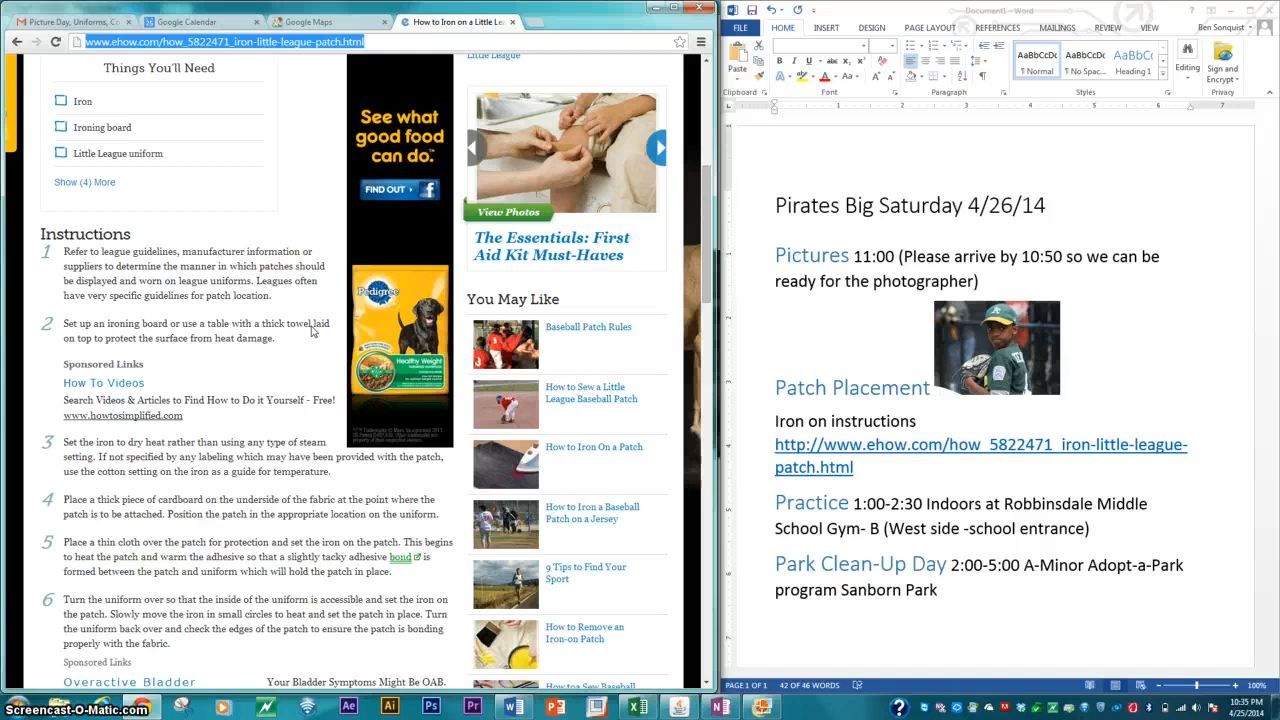 Picture Day, Uniforms, Co
Google Calendar
Google Maps
How to Iron on a Little Lea
www.ehow.com/how_5822471_iron-little-league-patch.html
Things You'll Need
Iron
Ironing board
Little League uniform
Show (4) More
Instructions
1 Refer to league guidelines, manufacturer information or
suppliers to determine the manner in which patches should
be displayed and worn on league uniforms. Leagues often
have very specific guidelines for patch location.
2 Set up an ironing board or use a table with a thick towel laid
on top to protect the surface from heat damage.
Sponsored Links
How To Videos
Search Videos & Articles to Find How to Do it Yourself - Free!
www.howtosimplified.com
3 Set the iron to dry heat rather than using any type of steam
setting. If not specified by any labeling which may have been provided with the patch,
use the cotton setting on the iron as a guide for temperature.
4 Place a thick piece of cardboard on the underside of the fabric at the point where the
patch is to be attached. Position the patch in the appropriate location on the uniform.
5 Place a thin cloth over the patch for protection and set the iron on the patch. This begins
to heat the patch and warm the adhesive so that a slightly tacky adhesive bond is
formed between the patch and uniform which will hold the patch in place.
6 Turn the uniform over so that the inside of the uniform is accessible and set the iron on
the patch. Slowly move the iron in small circles to heat and set the patch in place. Turn
the uniform back over and check the edges of the patch to ensure the patch is bonding
properly with the fabric.
Sponsored Links
Overactive Bladder
Your Bladder Symptoms Might Be OAB.
See what
good food
can do.™
FIND OUT
Pedigree
Healthy Weight
Little League
View Photos
The Essentials: First
Aid Kit Must-Haves
You May Like
Baseball Patch Rules
How to Sew a Little
League Baseball Patch
How to Iron On a Patch
How to Iron a Baseball
Patch on a Jersey
9 Tips to Find Your
Sport
How to Remove an
Iron-on Patch
How to Sew Baseball
Document1 - Word
FILE HOME INSERT DESIGN PAGE LAYOUT REFERENCES MAILINGS REVIEW VIEW Ben Sonquist
Paste
Clipboard
Font
Paragraph
AaBbCcDc AaBbCcDc AaBbCc
¶ Normal ¶ No Spac... Heading 1
Styles
Editing
Sign and
Encrypt
Privacy
Pirates Big Saturday 4/26/14
Pictures 11:00 (Please arrive by 10:50 so we can be
ready for the photographer)
Patch Placement
Iron on Instructions
http://www.ehow.com/how_5822471_iron-little-league-
patch.html
Practice 1:00-2:30 Indoors at Robbinsdale Middle
School Gym- B (West side -school entrance)
Park Clean-Up Day 2:00-5:00 A-Minor Adopt-a-Park
program Sanborn Park
PAGE 1 OF 1 42 OF 46 WORDS
100%
Screencast-O-Matic.com
10:35 PM
4/25/2014